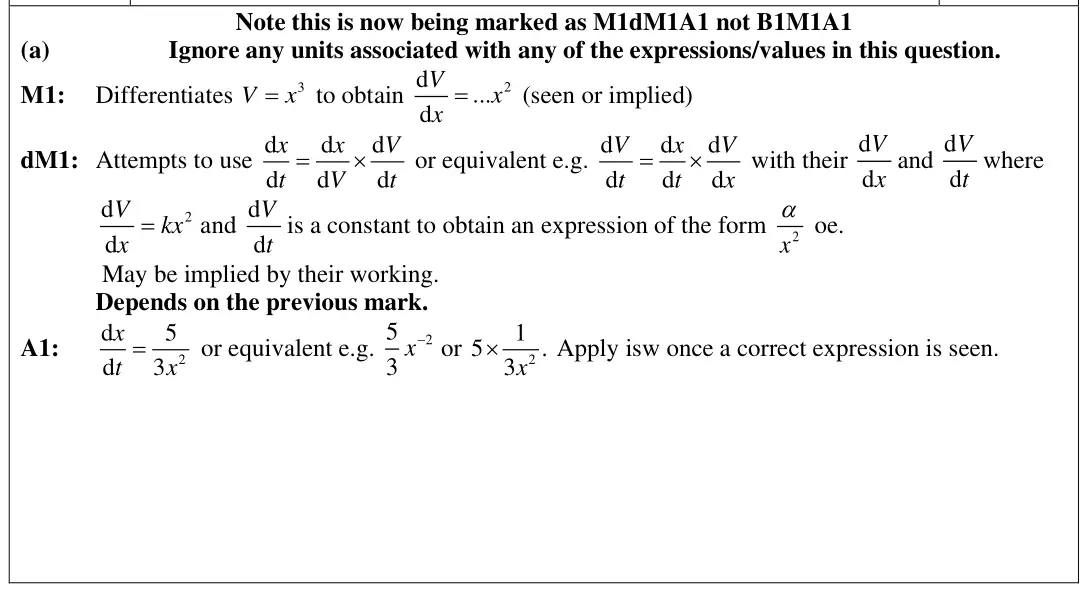 Note this is now being marked as M1dM1A1 not B1M1A1
(a) Ignore any units associated with any of the expressions/values in this question.
M1: Differentiates V = x³ to obtain dV/dx = ...x² (seen or implied)
dM1: Attempts to use dx/dt = dx/dV × dV/dt or equivalent e.g. dV/dt = dx/dt × dV/dx with their dV/dx and dV/dt where
dV/dx = kx² and dV/dt is a constant to obtain an expression of the form α/x² oe.
May be implied by their working.
Depends on the previous mark.
A1: dx/dt = 5/3x² or equivalent e.g. 5/3 x⁻² or 5× 1/3x². Apply isw once a correct expression is seen.